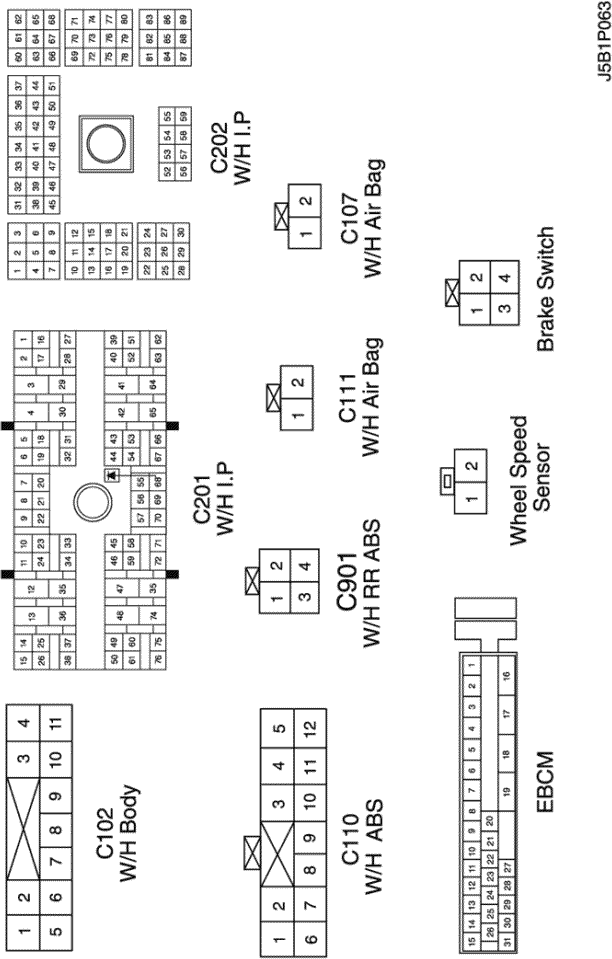 1 2 3 4
5 6 7 8 9 10 11
C102
W/H Body
15 14 13 12 11 10 9 8 7 6 5 4 3 2 1
26 25 24 23 22 21 20 19 18 17 16
38 37 36 35 34 33 32 31 30 29 28 27
50 49 48 47 46 45 44 43 42 41 40 39
61 60 59 58 57 56 55 54 53 52 51
76 75 74 35 72 71 70 69 68 67 66 65 64 63 62
C201
W/H I.P
1 2 3
4 5 6
7 8 9
10 11 12
13 14 15
16 17 18
19 20 21
22 23 24
25 26 27
28 29 30
31 32 33 34 35 36 37
38 39 40 41 42 43 44
45 46 47 48 49 50 51
52 53 54 55
56 57 58 59
60 61 62
63 64 65
66 67 68
69 70 71
72 73 74
75 76 77
78 79 80
81 82 83
84 85 86
87 88 89
C202
W/H I.P
1 2 3 4 5
6 7 8 9 10 11 12
C110
W/H ABS
1 2
3 4
C901
W/H RR ABS
1 2
C111
W/H Air Bag
1 2
C107
W/H Air Bag
15 14 13 12 11 10 9 8 7 6 5 4 3 2 1
26 25 24 23 22 21 20
31 30 29 28 27 19 18 17 16
EBCM
1 2
Wheel Speed
Sensor
1 2
3 4
Brake Switch
J5B1P063